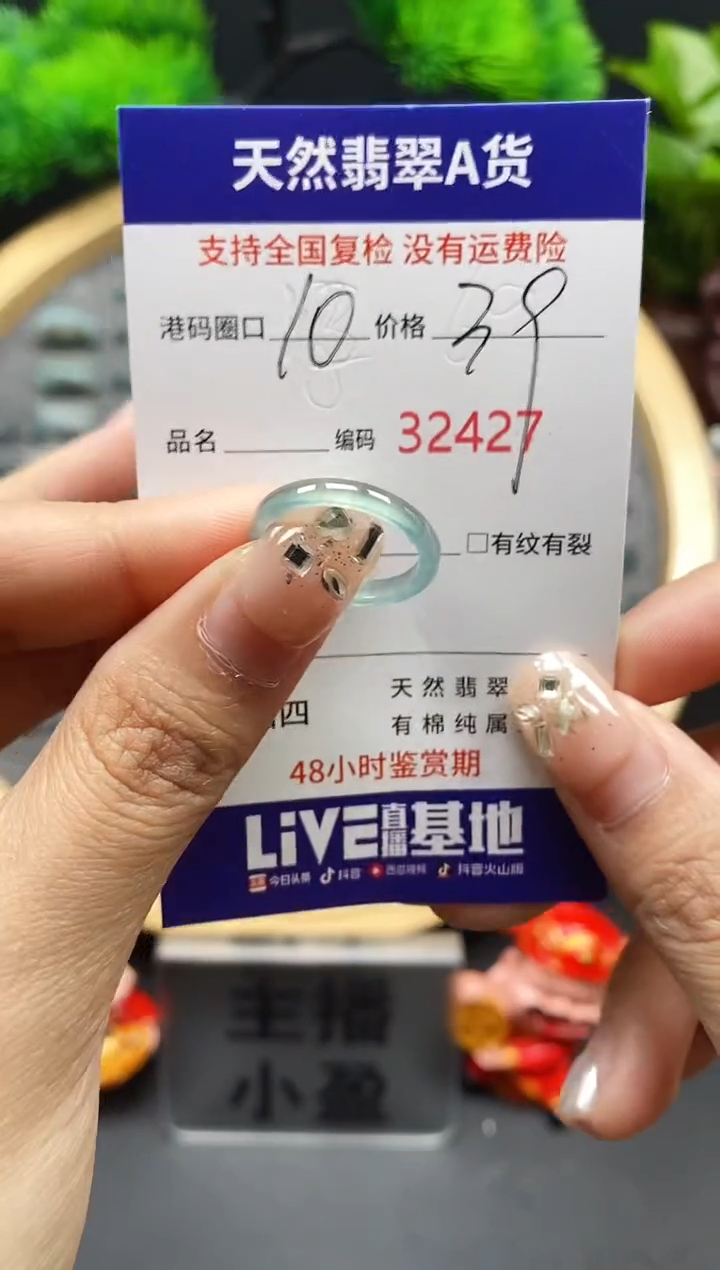 天然翡翠A货
支持全国复检 没有运费险
港码圈口 10 价格 39
品名 编码 32427
□有纹有裂
四 天然翡翠
有棉纯属
48小时鉴赏期
LiVE直播基地
今日头条 抖音 西瓜视频 抖音火山版
主播
小盈